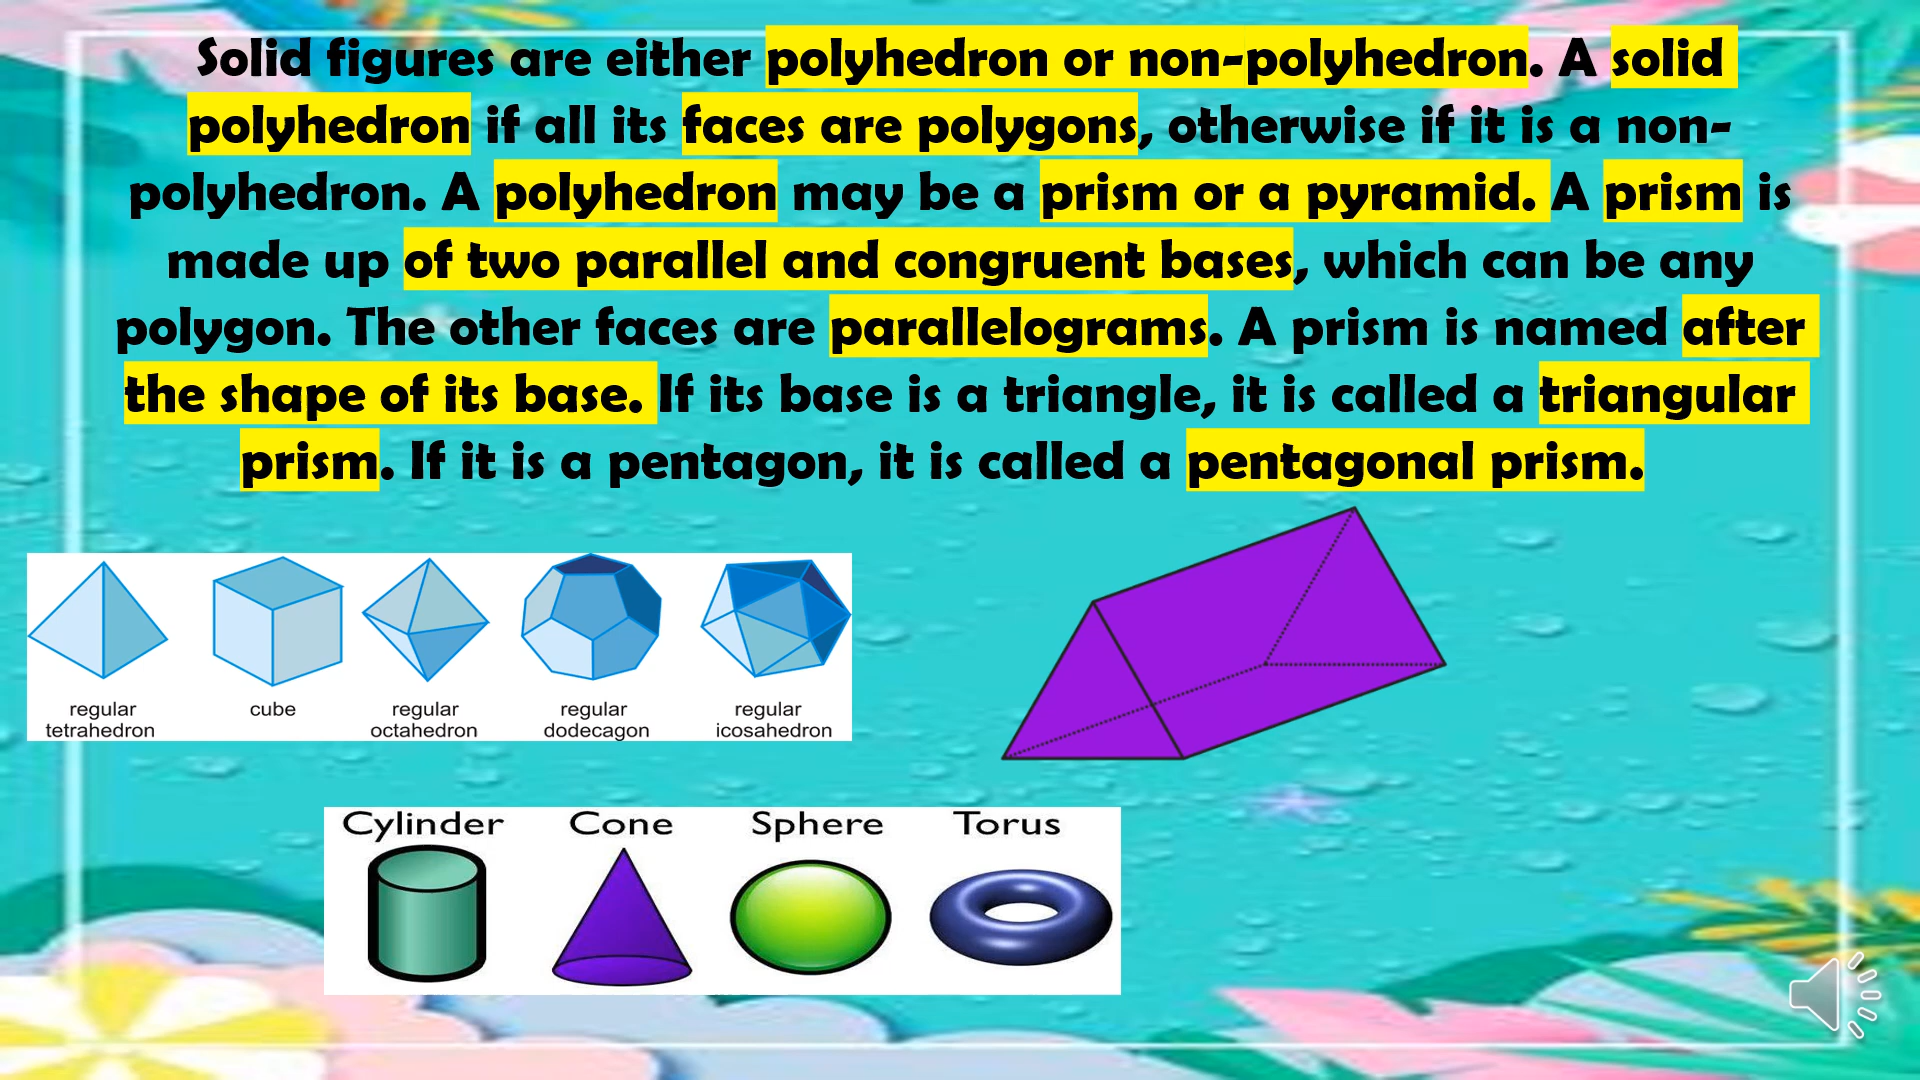 Solid figures are either polyhedron or non-polyhedron. A solid
polyhedron if all its faces are polygons, otherwise if it is a non-
polyhedron. A polyhedron may be a prism or a pyramid. A prism is
made up of two parallel and congruent bases, which can be any
polygon. The other faces are parallelograms. A prism is named after
the shape of its base. If its base is a triangle, it is called a triangular
prism. If it is a pentagon, it is called a pentagonal prism.
regular tetrahedron
cube
regular octahedron
regular dodecagon
regular icosahedron
Cylinder Cone Sphere Torus